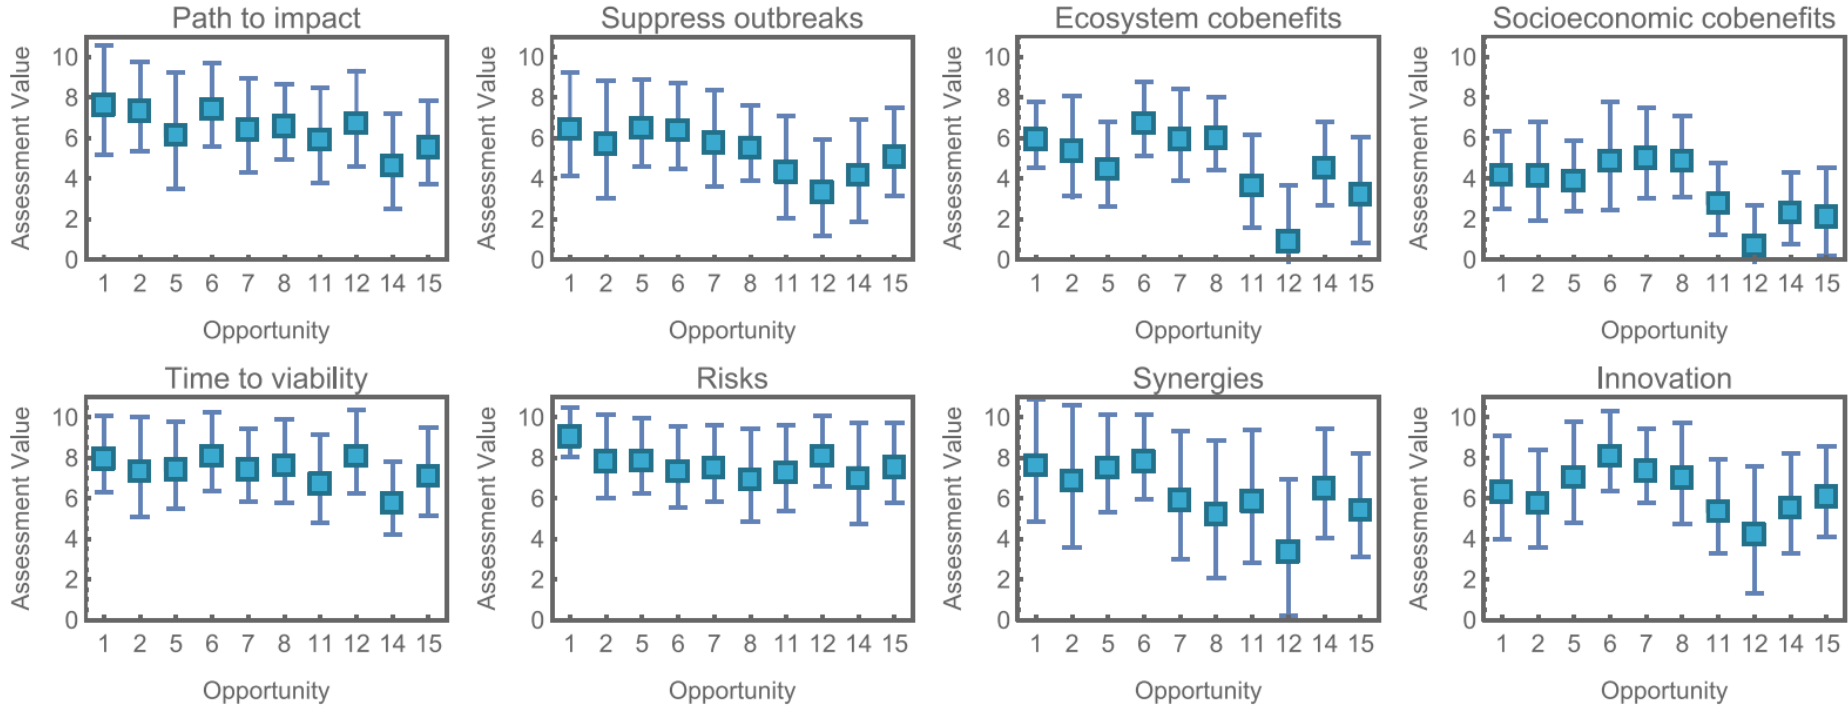 Path to impact
Suppress outbreaks
Ecosystem cobenefits
Socioeconomic cobenefits
Assessment Value
10
8
6
4
2
0
1 2 5 6 7 8 11 12 14 15
Opportunity
Assessment Value
10
8
6
4
2
0
1 2 5 6 7 8 11 12 14 15
Opportunity
Assessment Value
10
8
6
4
2
0
1 2 5 6 7 8 11 12 14 15
Opportunity
Assessment Value
10
8
6
4
2
0
1 2 5 6 7 8 11 12 14 15
Opportunity
Time to viability
Risks
Synergies
Innovation
Assessment Value
10
8
6
4
2
0
1 2 5 6 7 8 11 12 14 15
Opportunity
Assessment Value
10
8
6
4
2
0
1 2 5 6 7 8 11 12 14 15
Opportunity
Assessment Value
10
8
6
4
2
0
1 2 5 6 7 8 11 12 14 15
Opportunity
Assessment Value
10
8
6
4
2
0
1 2 5 6 7 8 11 12 14 15
Opportunity